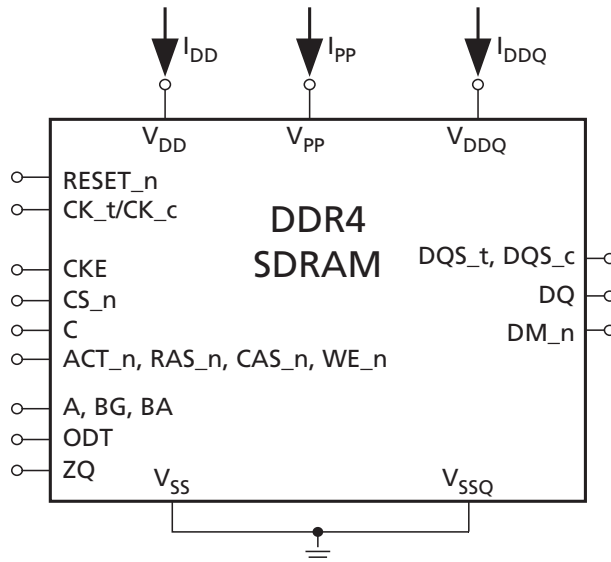 IDD IPP IDDQ
VDD VPP VDDQ
RESET_n
CK_t/CK_c
DDR4
SDRAM
CKE
CS_n
C
ACT_n, RAS_n, CAS_n, WE_n
A, BG, BA
ODT
ZQ
DQS_t, DQS_c
DQ
DM_n
VSS VSSQ